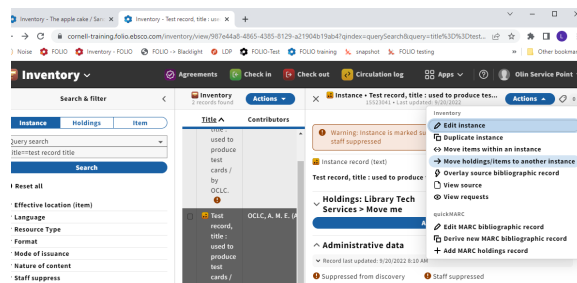 Inventory - The apple cake / San
Inventory - Test record, title : use
cornell-training.folio.ebsco.com/inventory/view/987e44a8-4865-4385-8129-a21904b19ab4?qindex=querySearch&query=title%3D%3Dtest...
Noise
FOLIO
Inventory - FOLIO
FOLIO -> Blacklight
LDP
FOLIO-Test
FOLIO training
snapshot
FOLIO testing
»
Other bookmar
Inventory
Agreements
Check in
Check out
Circulation log
Apps
Olin Service Point
Search & filter
Inventory
2 records found
Actions
Instance • Test record, title : used to produce tes...
15523041 • Last updated: 9/20/2022
Actions
0
Instance
Holdings
Item
Query search
title==test record title
Search
Reset all
Effective location (item)
Language
Resource Type
Format
Mode of issuance
Nature of content
Staff suppress
Title
Contributors
title :
used to
produce
test
cards /
by
OCLC.
Test
record,
title :
used to
produce
test
cards /
OCLC, A. M. E. (A
Warning: Instance is marked su
staff suppressed
Instance record (text)
Test record, title : used to produce
Holdings: Library Tech
Services > Move me
A
Administrative data
Record last updated: 9/20/2022 8:10 AM
Suppressed from discovery
Staff suppressed
Inventory
Edit instance
Duplicate instance
Move items within an instance
Move holdings/items to another instance
Overlay source bibliographic record
View source
View requests
quickMARC
Edit MARC bibliographic record
Derive new MARC bibliographic record
Add MARC holdings record